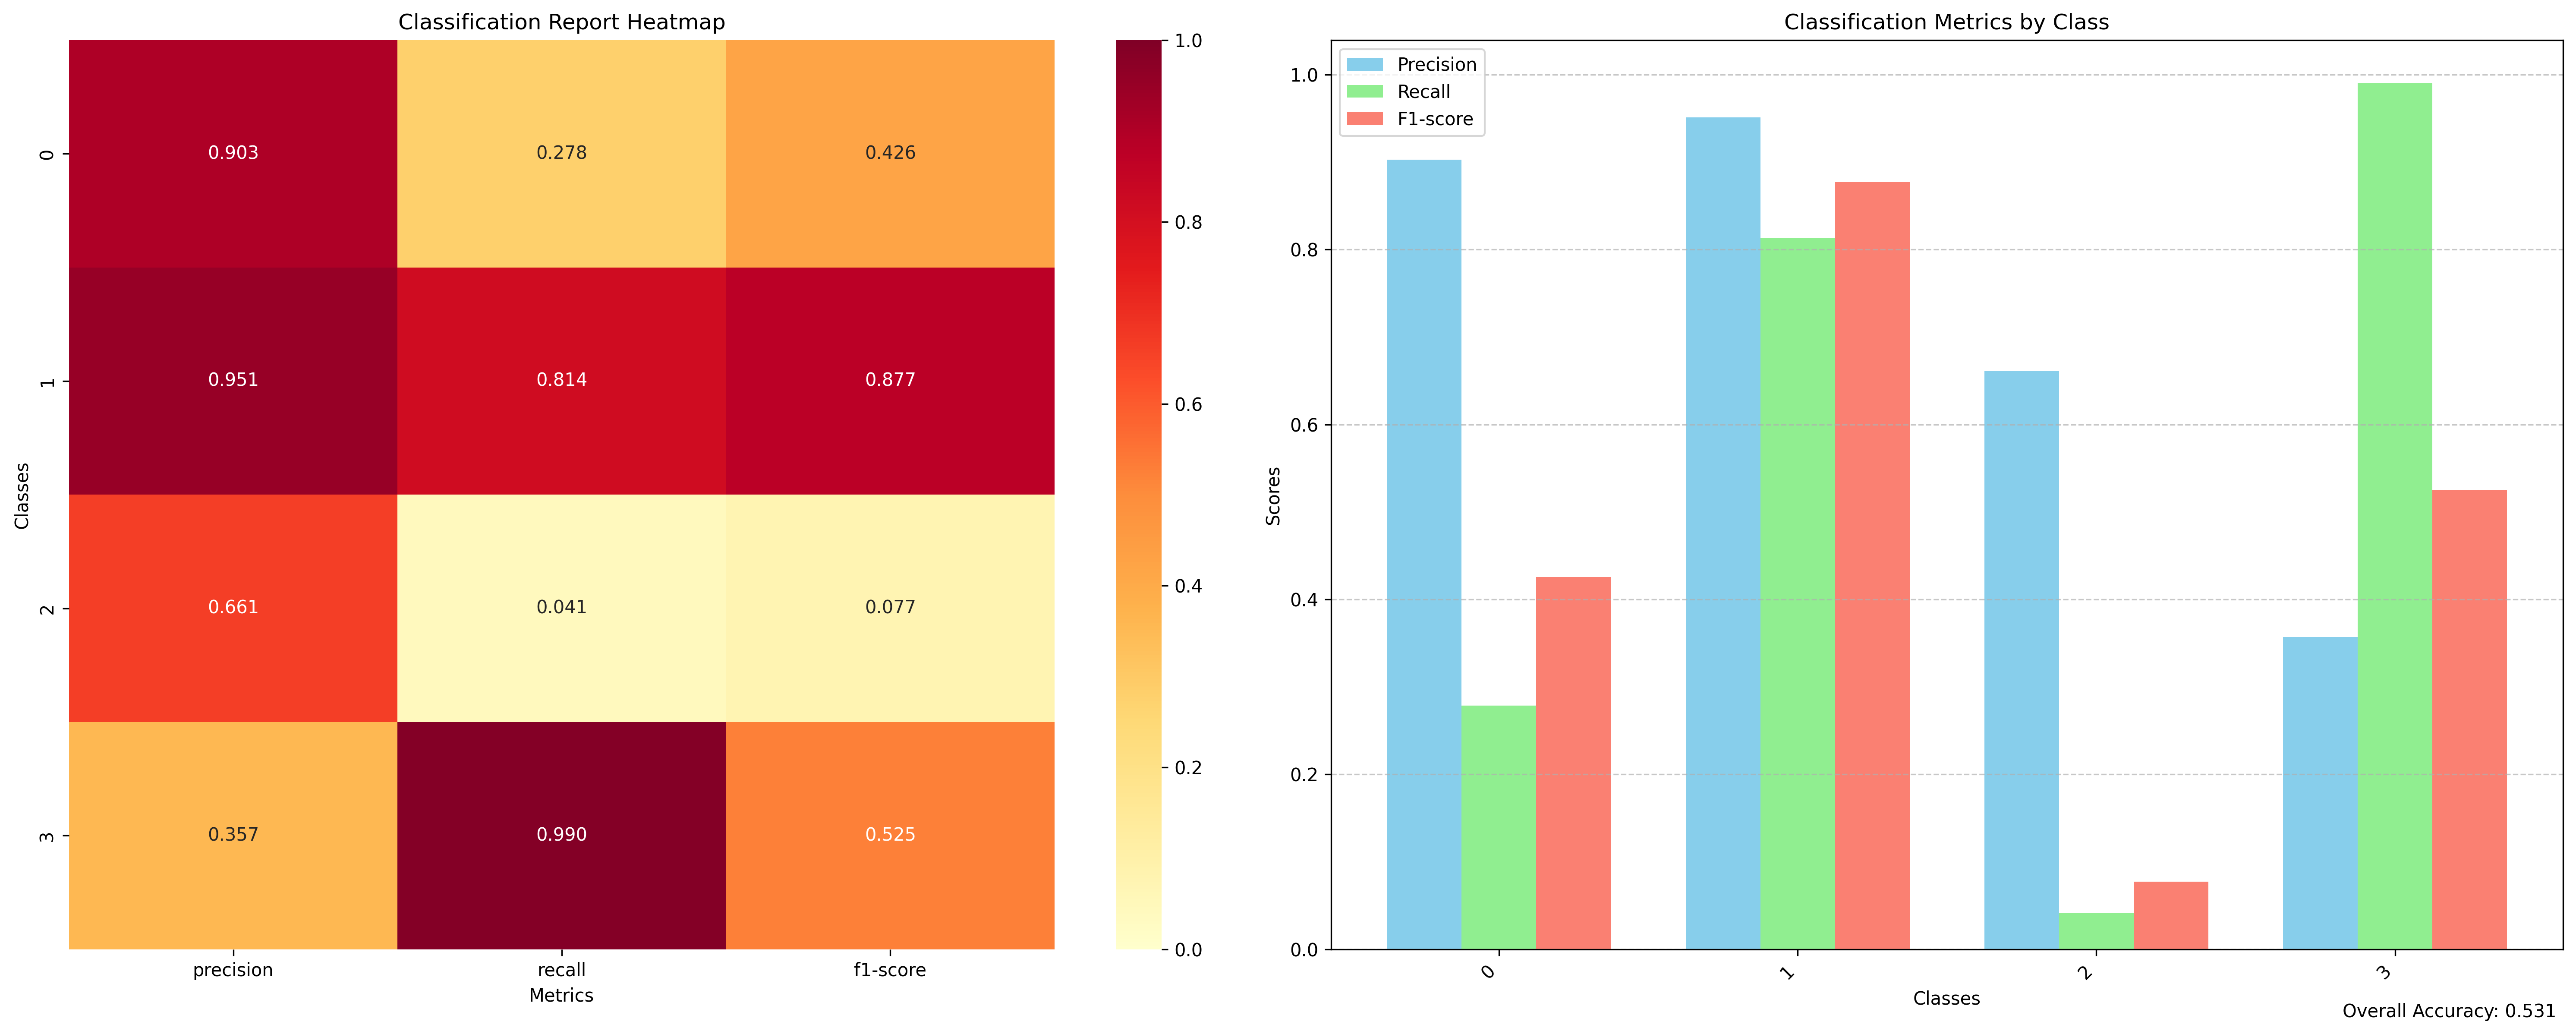 Classification Report Heatmap
Classes
0
1
2
3
0.903 0.278 0.426
0.951 0.814 0.877
0.661 0.041 0.077
0.357 0.990 0.525
precision recall f1-score
Metrics
1.0
0.8
0.6
0.4
0.2
0.0
Classification Metrics by Class
Precision
Recall
F1-score
Scores
1.0
0.8
0.6
0.4
0.2
0.0
0 1 2 3
Classes
Overall Accuracy: 0.531